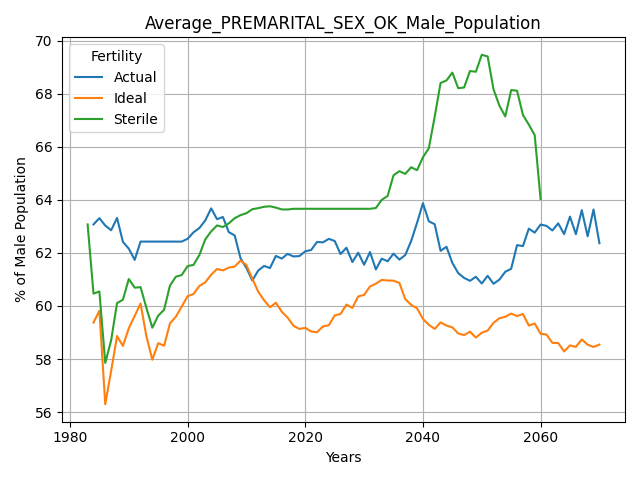 Average_PREMARITAL_SEX_OK_Male_Population
Fertility
Actual
Ideal
Sterile
% of Male Population
70
68
66
64
62
60
58
56
1980
2000
2020
2040
2060
Years